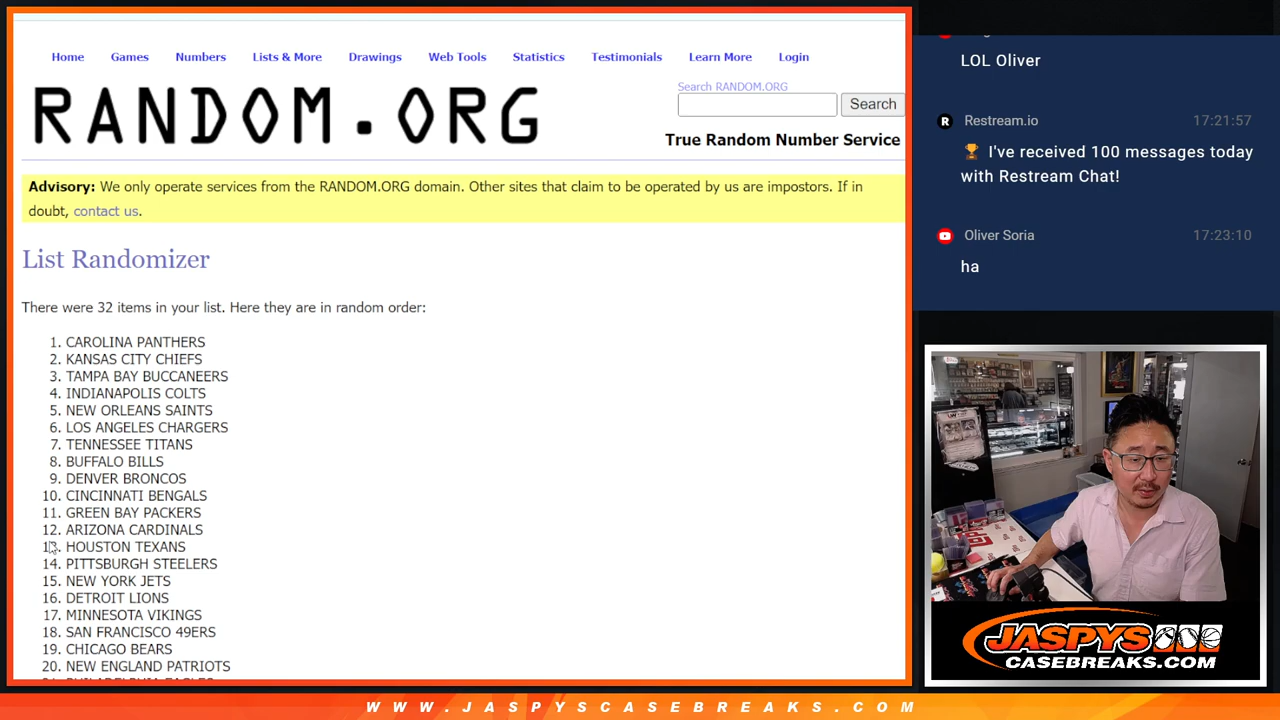 Home Games Numbers Lists & More Drawings Web Tools Statistics Testimonials Learn More Login
RANDOM.ORG
Search RANDOM.ORG
Search
True Random Number Service
Advisory: We only operate services from the RANDOM.ORG domain. Other sites that claim to be operated by us are impostors. If in
doubt, contact us.
List Randomizer
There were 32 items in your list. Here they are in random order:
1. CAROLINA PANTHERS
2. KANSAS CITY CHIEFS
3. TAMPA BAY BUCCANEERS
4. INDIANAPOLIS COLTS
5. NEW ORLEANS SAINTS
6. LOS ANGELES CHARGERS
7. TENNESSEE TITANS
8. BUFFALO BILLS
9. DENVER BRONCOS
10. CINCINNATI BENGALS
11. GREEN BAY PACKERS
12. ARIZONA CARDINALS
13. HOUSTON TEXANS
14. PITTSBURGH STEELERS
15. NEW YORK JETS
16. DETROIT LIONS
17. MINNESOTA VIKINGS
18. SAN FRANCISCO 49ERS
19. CHICAGO BEARS
20. NEW ENGLAND PATRIOTS
LOL Oliver
R Restream.io 17:21:57
🏆 I've received 100 messages today
with Restream Chat!
Oliver Soria 17:23:10
ha
JASPYS
CASEBREAKS.COM
WWW.JASPYSCASEBREAKS.COM